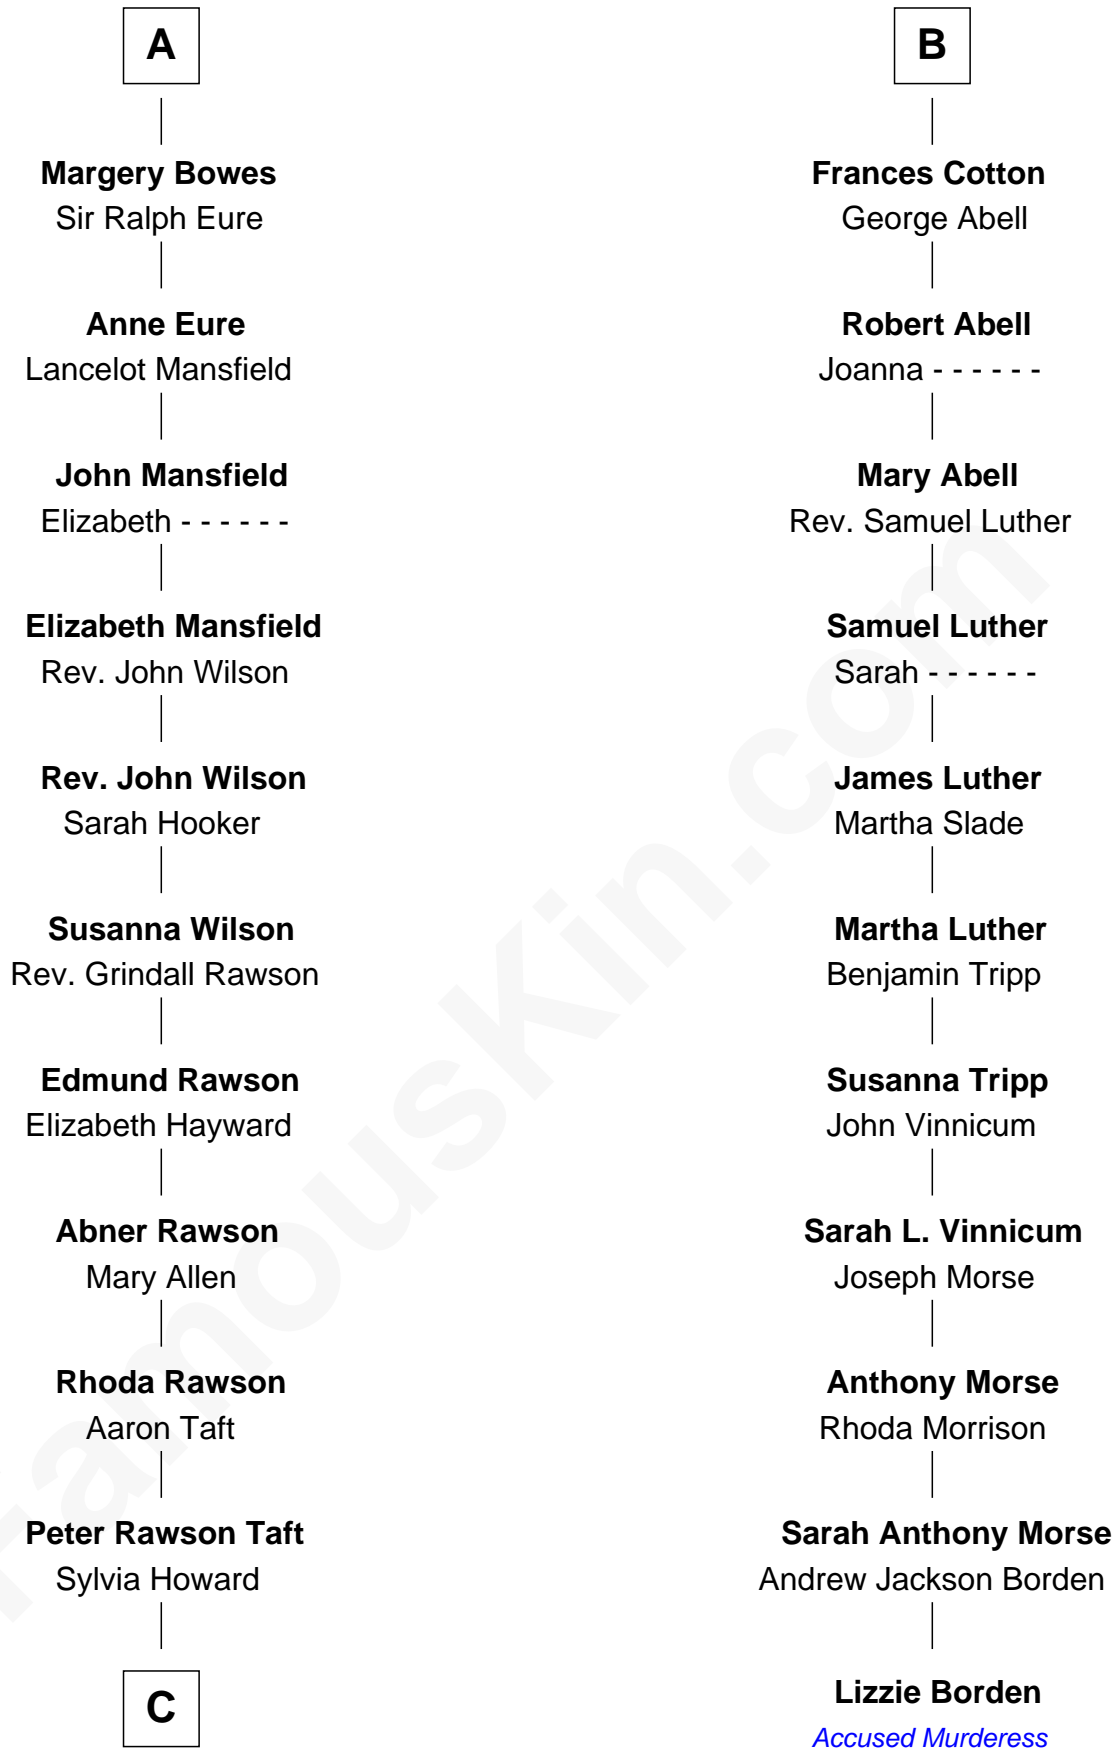 A
Margery Bowes
Sir Ralph Eure
Anne Eure
Lancelot Mansfield
John Mansfield
Elizabeth - - - - - -
Elizabeth Mansfield
Rev. John Wilson
Rev. John Wilson
Sarah Hooker
Susanna Wilson
Rev. Grindall Rawson
Edmund Rawson
Elizabeth Hayward
Abner Rawson
Mary Allen
Rhoda Rawson
Aaron Taft
Peter Rawson Taft
Sylvia Howard
C
B
Frances Cotton
George Abell
Robert Abell
Joanna - - - - - -
Mary Abell
Rev. Samuel Luther
Samuel Luther
Sarah - - - - - -
James Luther
Martha Slade
Martha Luther
Benjamin Tripp
Susanna Tripp
John Vinnicum
Sarah L. Vinnicum
Joseph Morse
Anthony Morse
Rhoda Morrison
Sarah Anthony Morse
Andrew Jackson Borden
Lizzie Borden
Accused Murderess
FamousKin.com